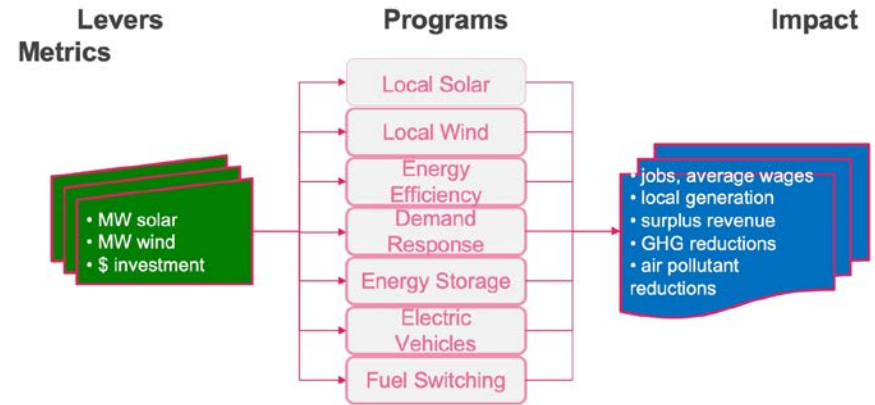 Levers Programs Impact
Metrics
Local Solar
Local Wind
Energy
Efficiency
Demand
Response
Energy Storage
Electric
Vehicles
Fuel Switching
• MW solar
• MW wind
• $ investment
• jobs, average wages
• local generation
• surplus revenue
• GHG reductions
• air pollutant
reductions